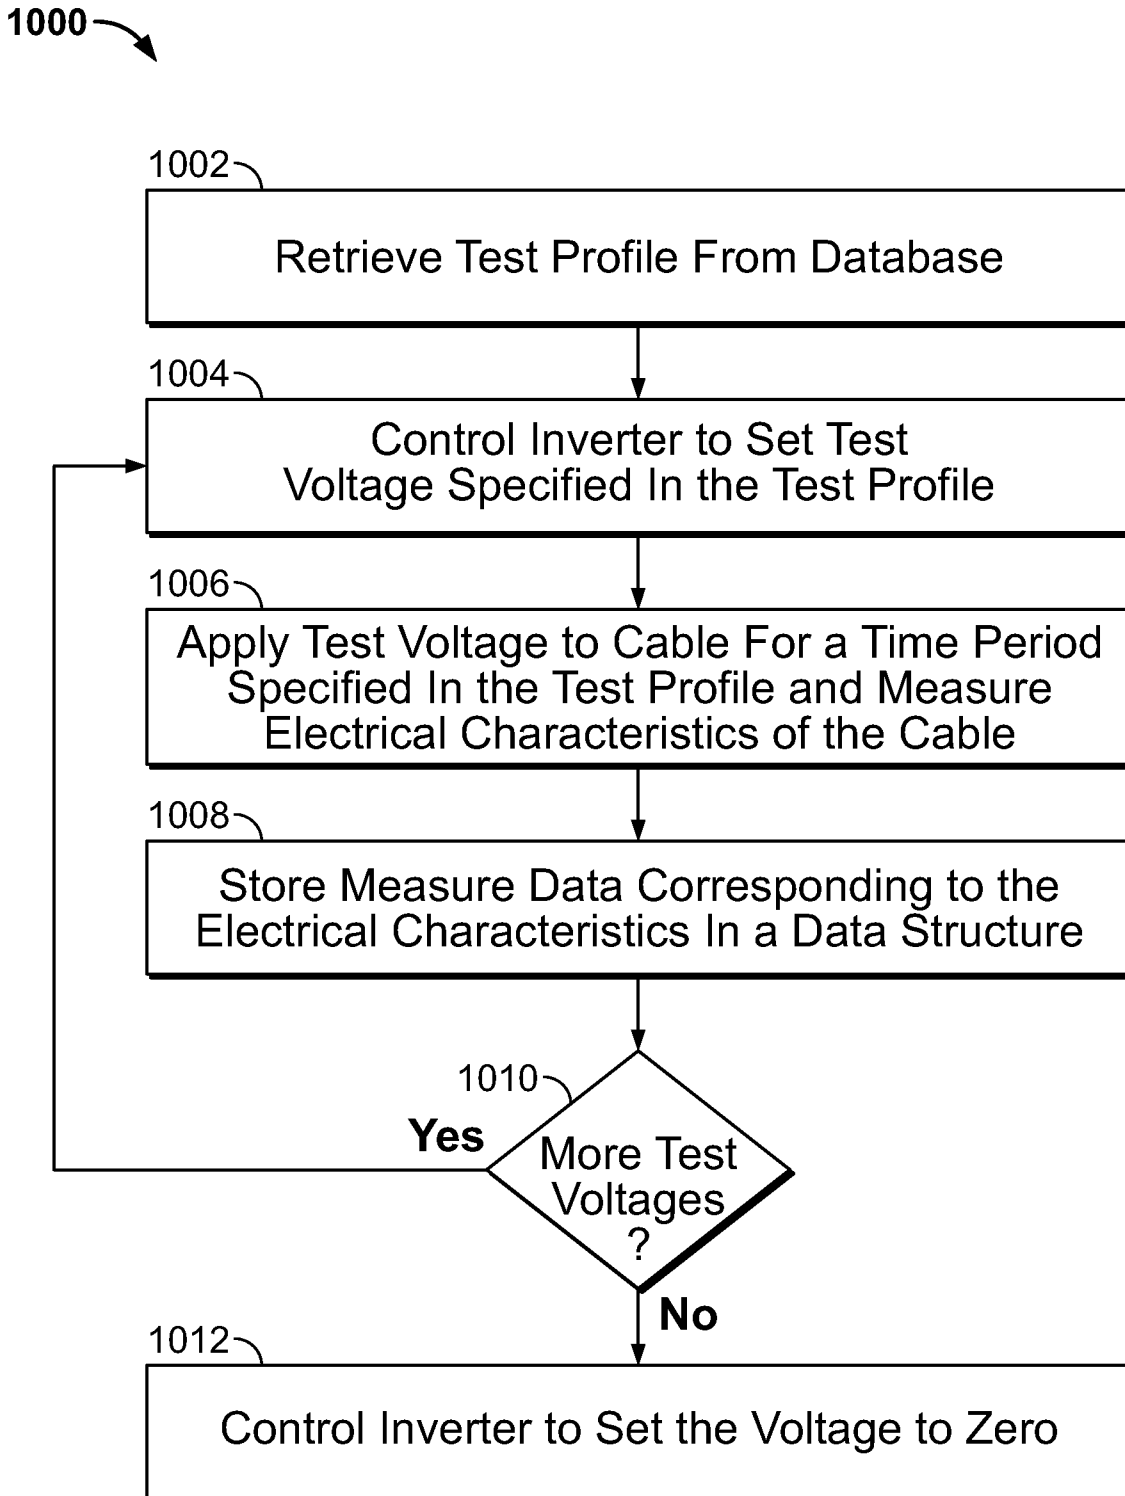 1000
1002
Retrieve Test Profile From Database
1004
Control Inverter to Set Test
Voltage Specified In the Test Profile
1006
Apply Test Voltage to Cable For a Time Period
Specified In the Test Profile and Measure
Electrical Characteristics of the Cable
1008
Store Measure Data Corresponding to the
Electrical Characteristics In a Data Structure
1010
Yes
More Test
Voltages
?
No
1012
Control Inverter to Set the Voltage to Zero